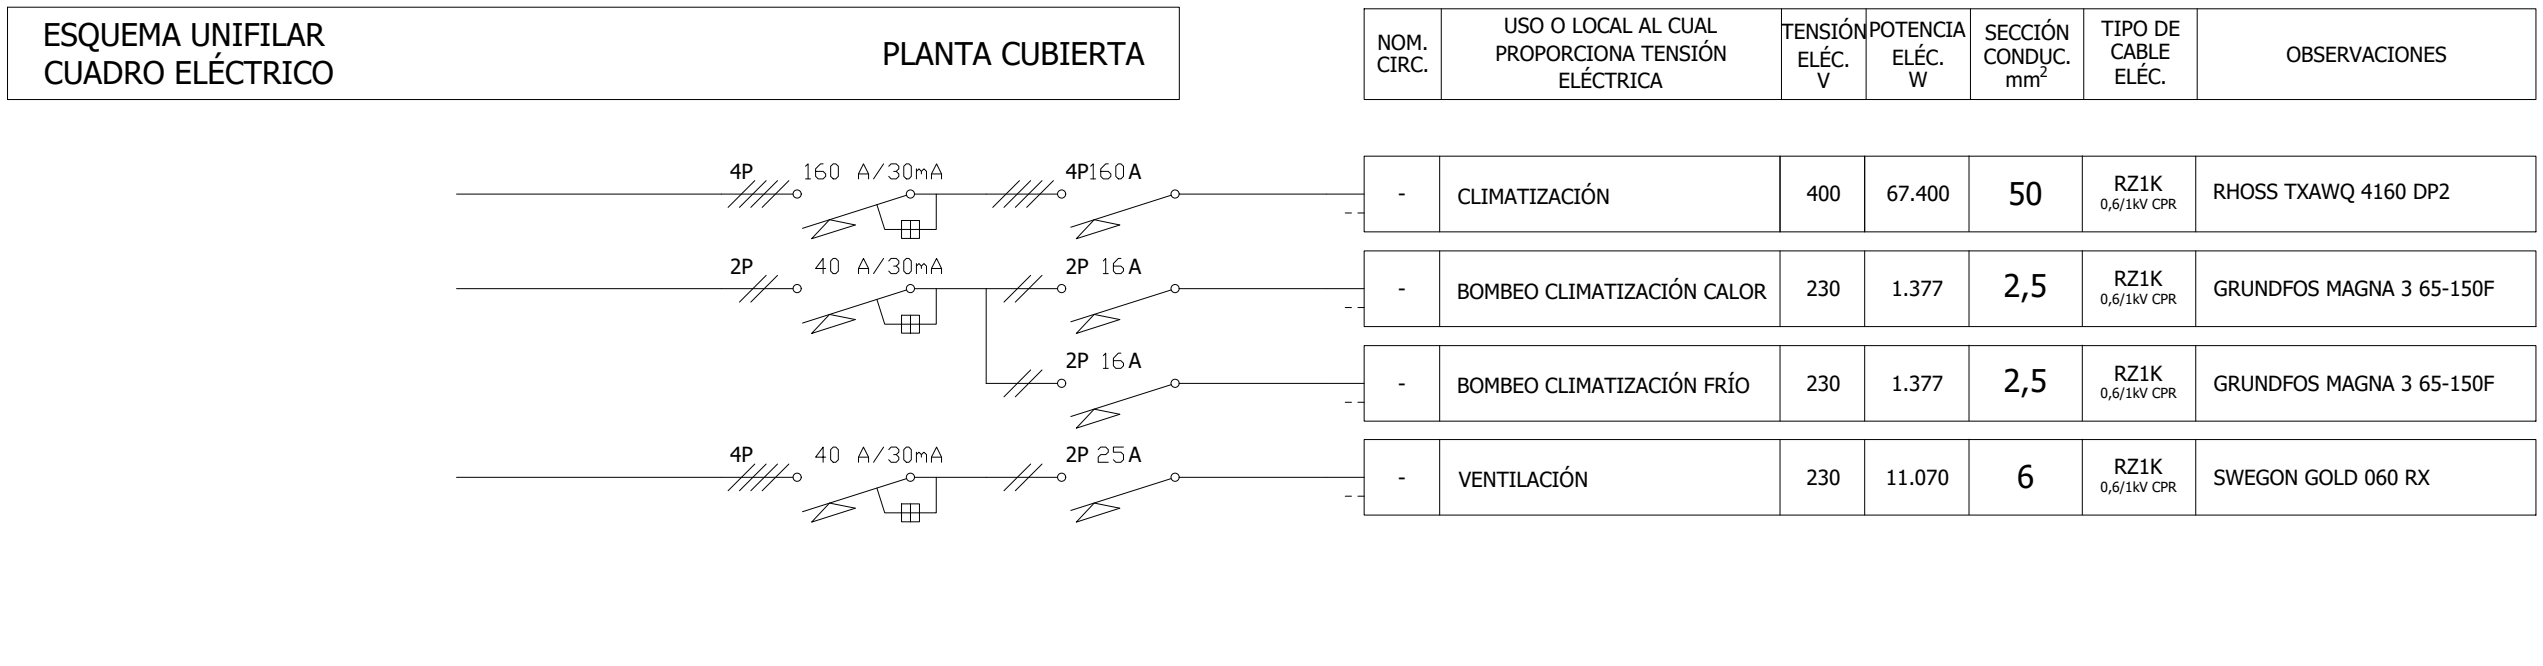 ESQUEMA UNIFILAR
CUADRO ELÉCTRICO
PLANTA CUBIERTA
NOM.
CIRC.
USO O LOCAL AL CUAL
PROPORCIONA TENSIÓN
ELÉCTRICA
TENSIÓN
ELÉC.
V
POTENCIA
ELÉC.
W
SECCIÓN
CONDUC.
mm²
TIPO DE
CABLE
ELÉC.
OBSERVACIONES
4P 160 A/30mA 4P 160 A
- CLIMATIZACIÓN 400 67.400 50 RZ1K RHOSS TXAWQ 4160 DP2
0,6/1kV CPR
2P 40 A/30mA 2P 16 A
- BOMBEO CLIMATIZACIÓN CALOR 230 1.377 2,5 RZ1K GRUNDFOS MAGNA 3 65-150F
0,6/1kV CPR
2P 16 A
- BOMBEO CLIMATIZACIÓN FRÍO 230 1.377 2,5 RZ1K GRUNDFOS MAGNA 3 65-150F
0,6/1kV CPR
4P 40 A/30mA 2P 25 A
- VENTILACIÓN 230 11.070 6 RZ1K SWEGON GOLD 060 RX
0,6/1kV CPR